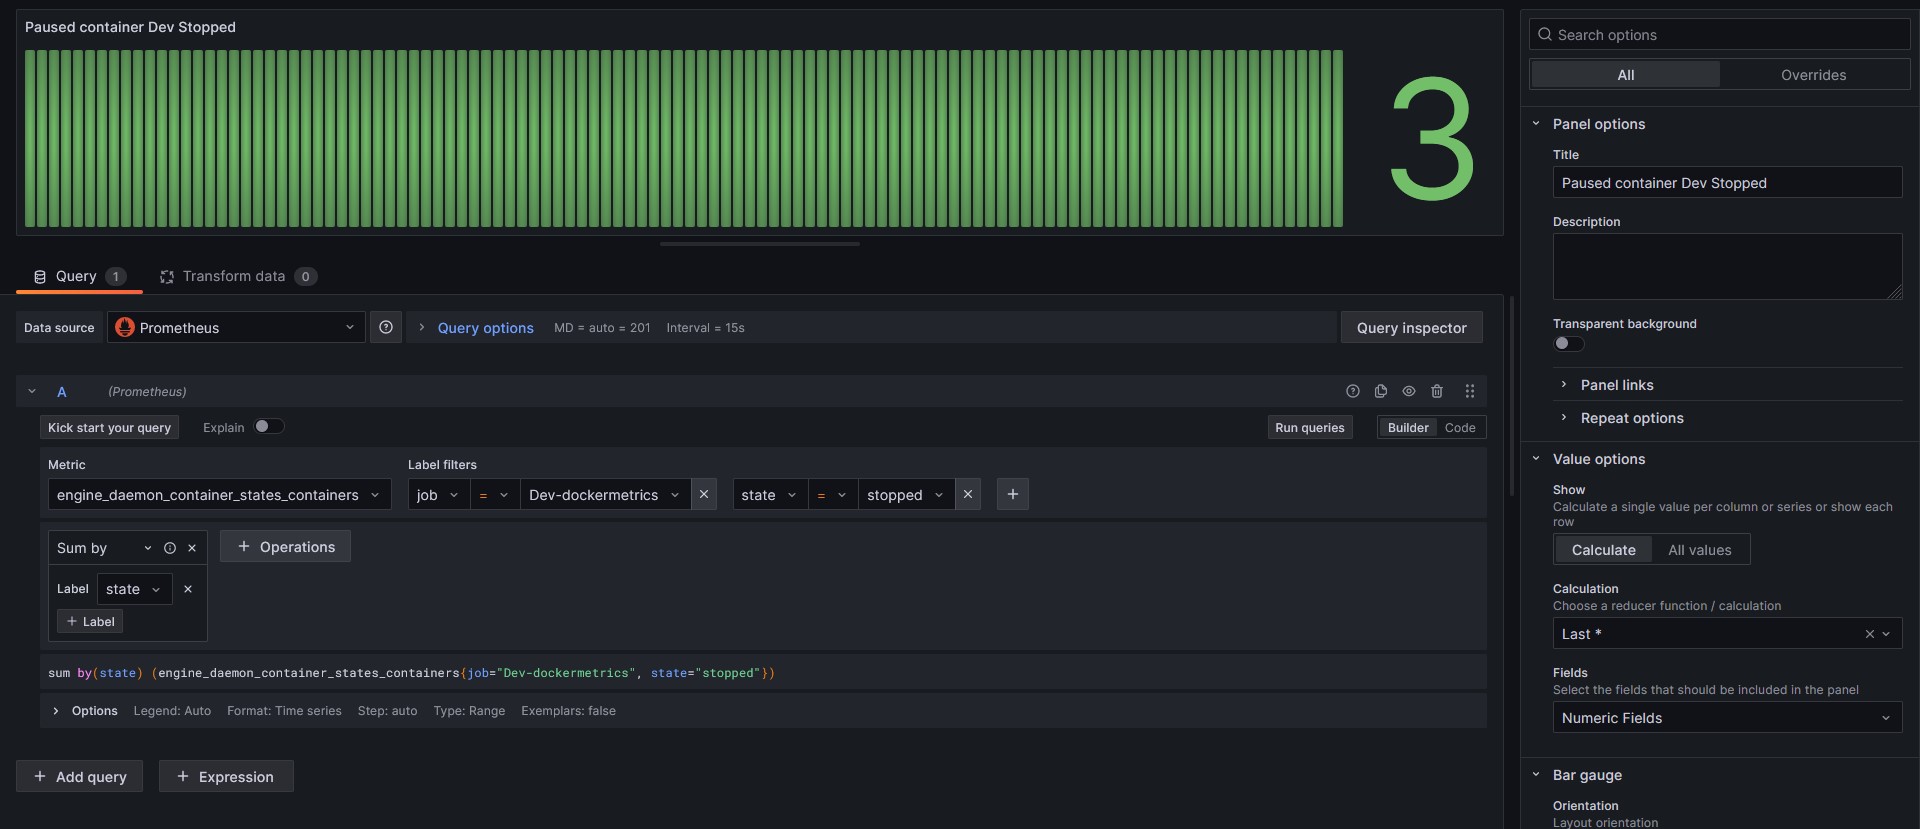 Paused container Dev Stopped
3
Query 1
Transform data 0
Data source
Prometheus
Query options MD = auto = 201 Interval = 15s
Query inspector
A (Prometheus)
Kick start your query
Explain
Run queries
Builder Code
Metric
engine_daemon_container_states_containers
Label filters
job = Dev-dockermetrics
state = stopped
Sum by
Label state
+ Label
+ Operations
sum by(state) (engine_daemon_container_states_containers{job="Dev-dockermetrics", state="stopped"})
Options Legend: Auto Format: Time series Step: auto Type: Range Exemplars: false
+ Add query
+ Expression
Search options
All Overrides
Panel options
Title
Paused container Dev Stopped
Description
Transparent background
Panel links
Repeat options
Value options
Show
Calculate a single value per column or series or show each
row
Calculate All values
Calculation
Choose a reducer function / calculation
Last *
Fields
Select the fields that should be included in the panel
Numeric Fields
Bar gauge
Orientation
Layout orientation